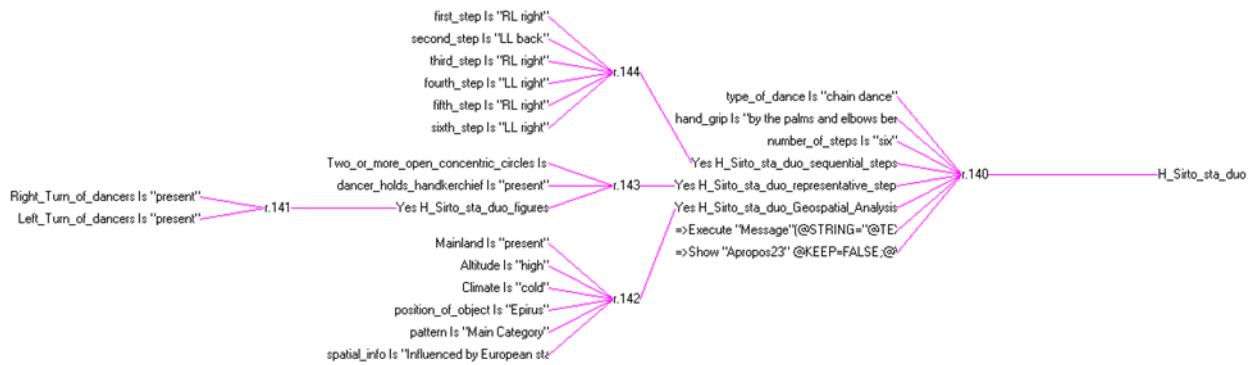 first_step Is "RL right"
second_step Is "LL back"
third_step Is "RL right"
r.144
fourth_step Is "LL right"
fifth_step Is "RL right"
sixth_step Is "LL right"
type_of_dance Is "chain dance"
hand_grip Is "by the palms and elbows ber
number_of_steps Is "six"
Yes H_Sirto_sta_duo_sequential_steps
r.140
H_Sirto_sta_duo
Yes H_Sirto_sta_duo_representative_step
Yes H_Sirto_sta_duo_Geospatial_Analysis
=>Execute "Message"(@STRING="@TE
=>Show "Apropos23" @KEEP=FALSE;@
Two_or_more_open_concentric_circles Is
dancer_holds_handkerchief Is "present"
r.143
Yes H_Sirto_sta_duo_figures
Right_Turn_of_dancers Is "present"
r.141
Left_Turn_of_dancers Is "present"
Mainland Is "present"
Altitude Is "high"
Climate Is "cold"
r.142
position_of_object Is "Epirus"
pattern Is "Main Category"
spatial_info Is "Influenced by European sta